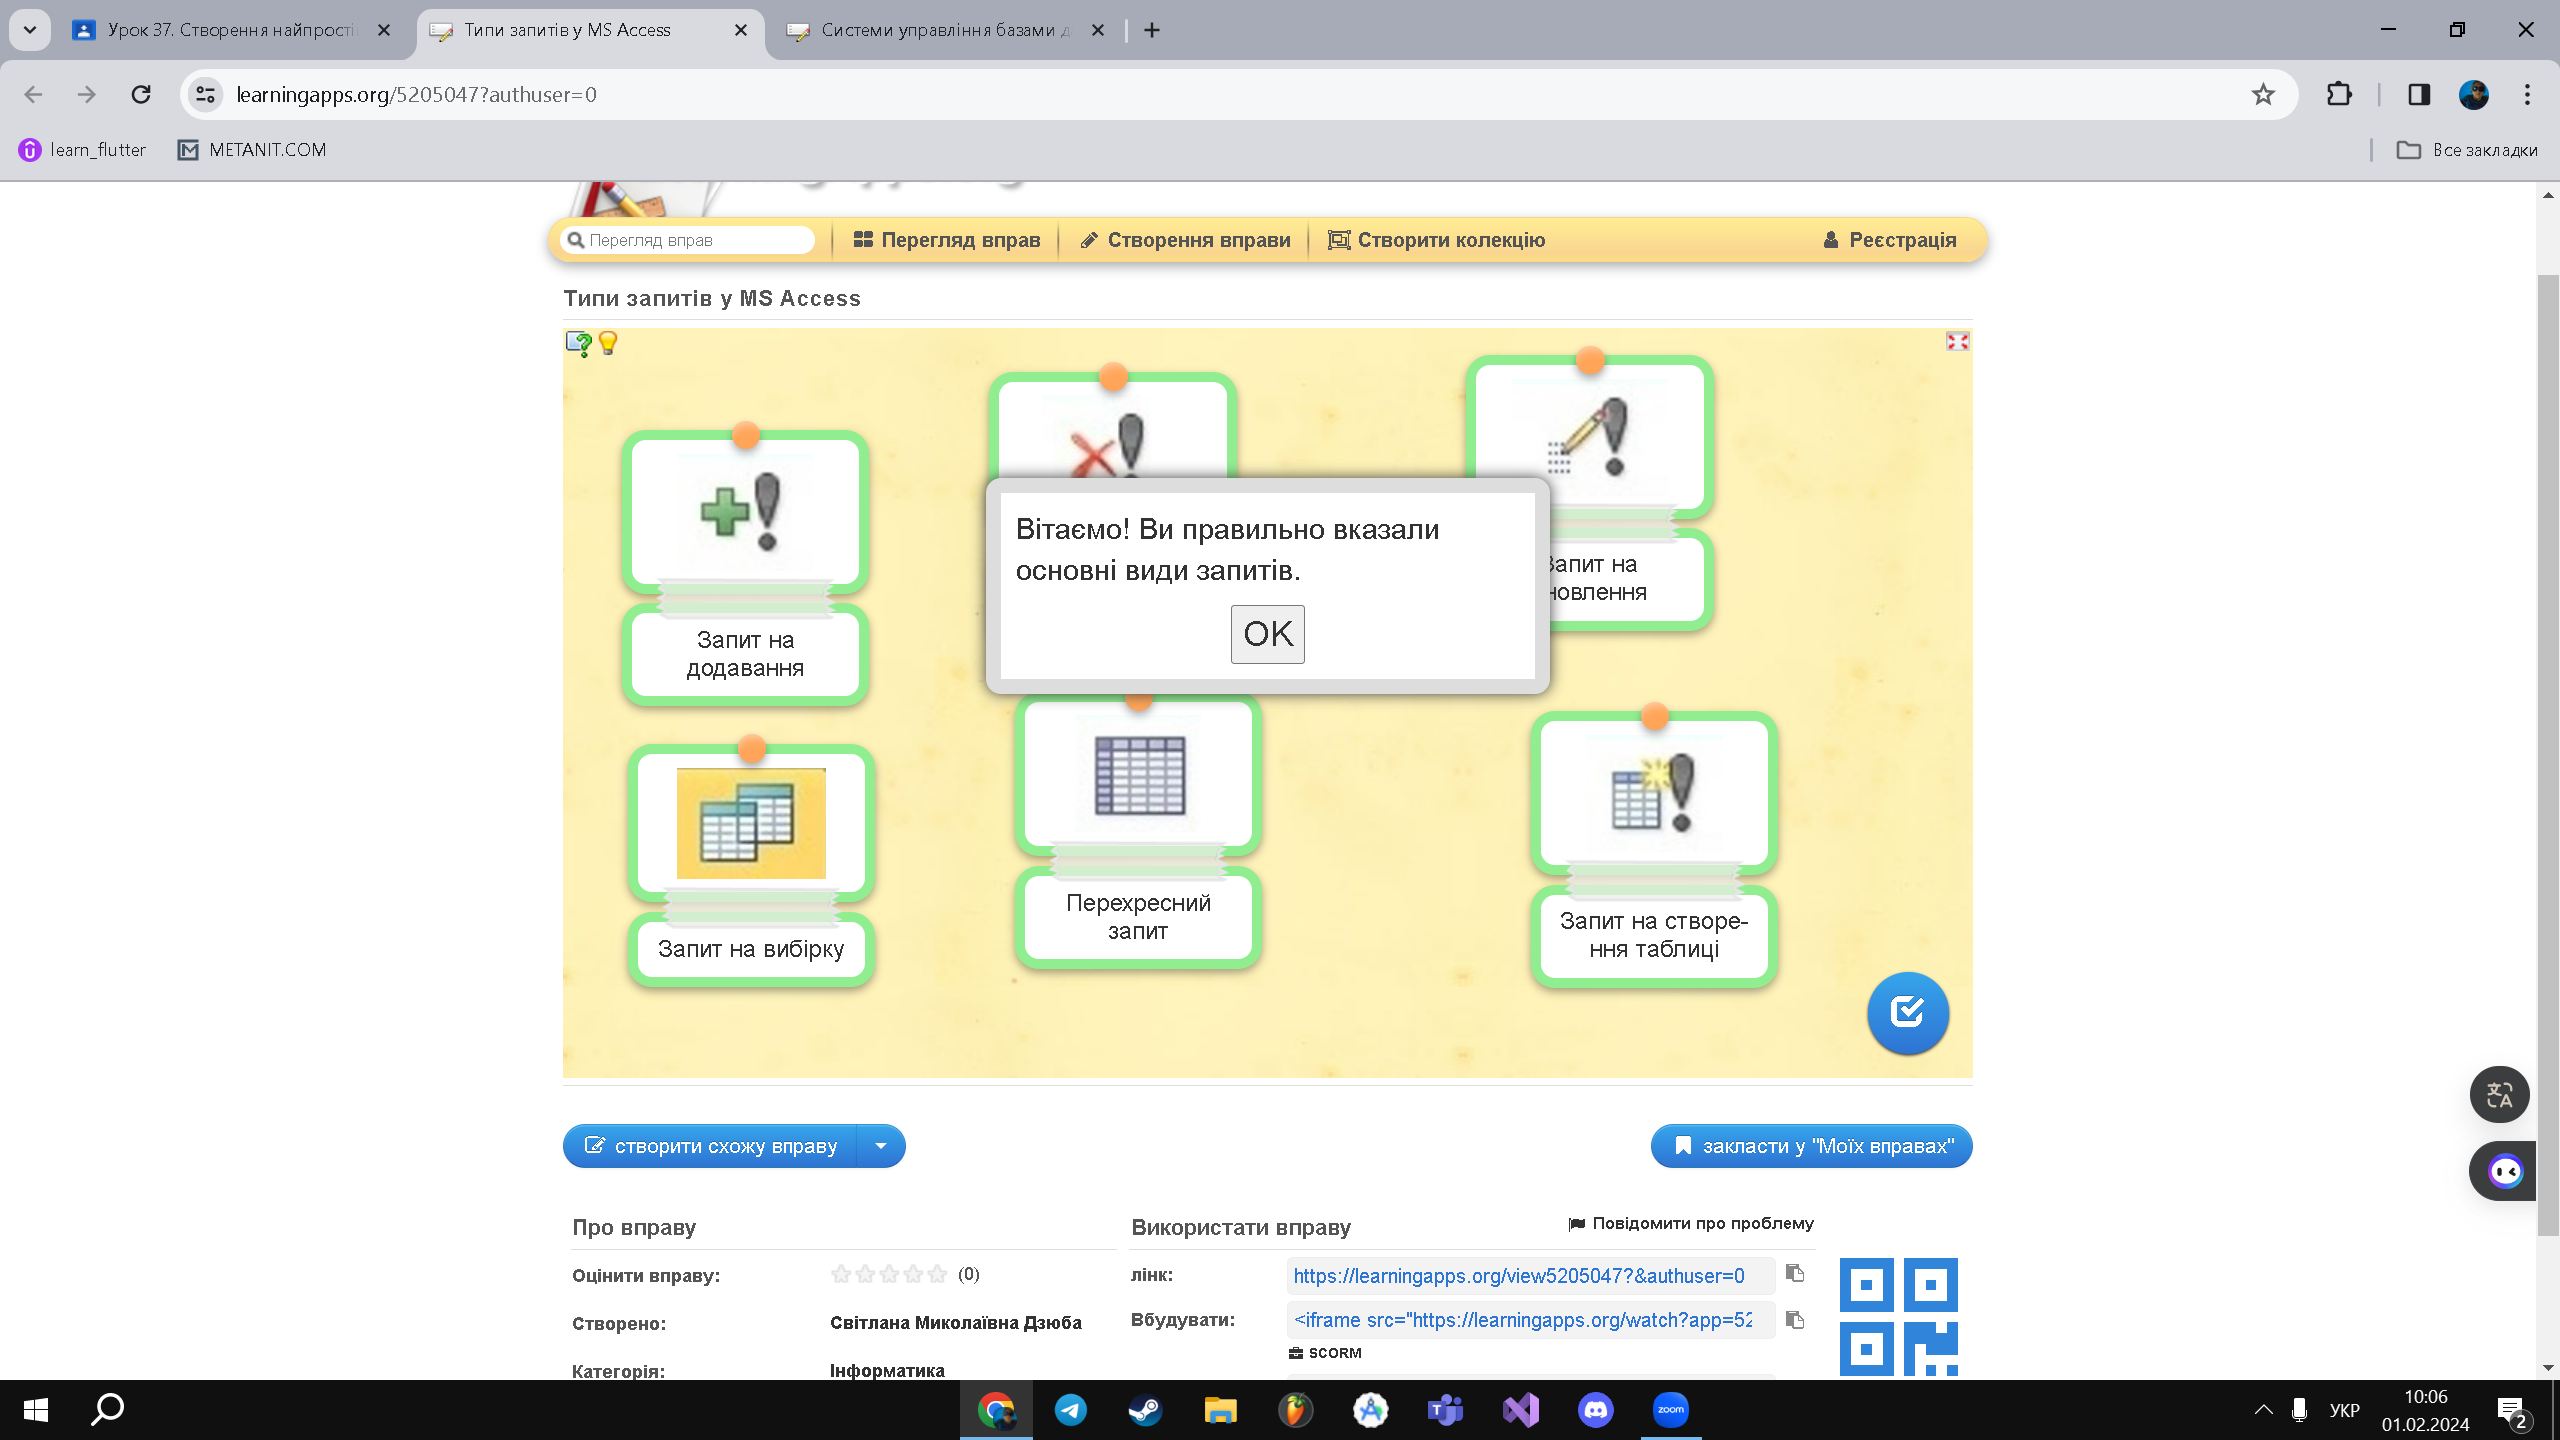 Урок 37. Створення найпрості
Типи запитів у MS Access
Системи управління базами д
learningapps.org/5205047?authuser=0
learn_flutter
METANIT.COM
Все закладки
Перегляд вправ
Перегляд вправ
Створення вправи
Створити колекцію
Реєстрація
Типи запитів у MS Access
Вітаємо! Ви правильно вказали
основні види запитів.
OK
Запит на
новлення
Запит на
додавання
Запит на вибірку
Перехресний
запит
Запит на створе-
ння таблиці
створити схожу вправу
закласти у "Моїх вправах"
Про вправу
Оцінити вправу:
(0)
Створено:
Світлана Миколаївна Дзюба
Категорія:
Інформатика
Використати вправу
Повідомити про проблему
лінк:
https://learningapps.org/view5205047?&authuser=0
Вбудувати:
<iframe src="https://learningapps.org/watch?app=52
SCORM
zoom
УКР
10:06
01.02.2024
2